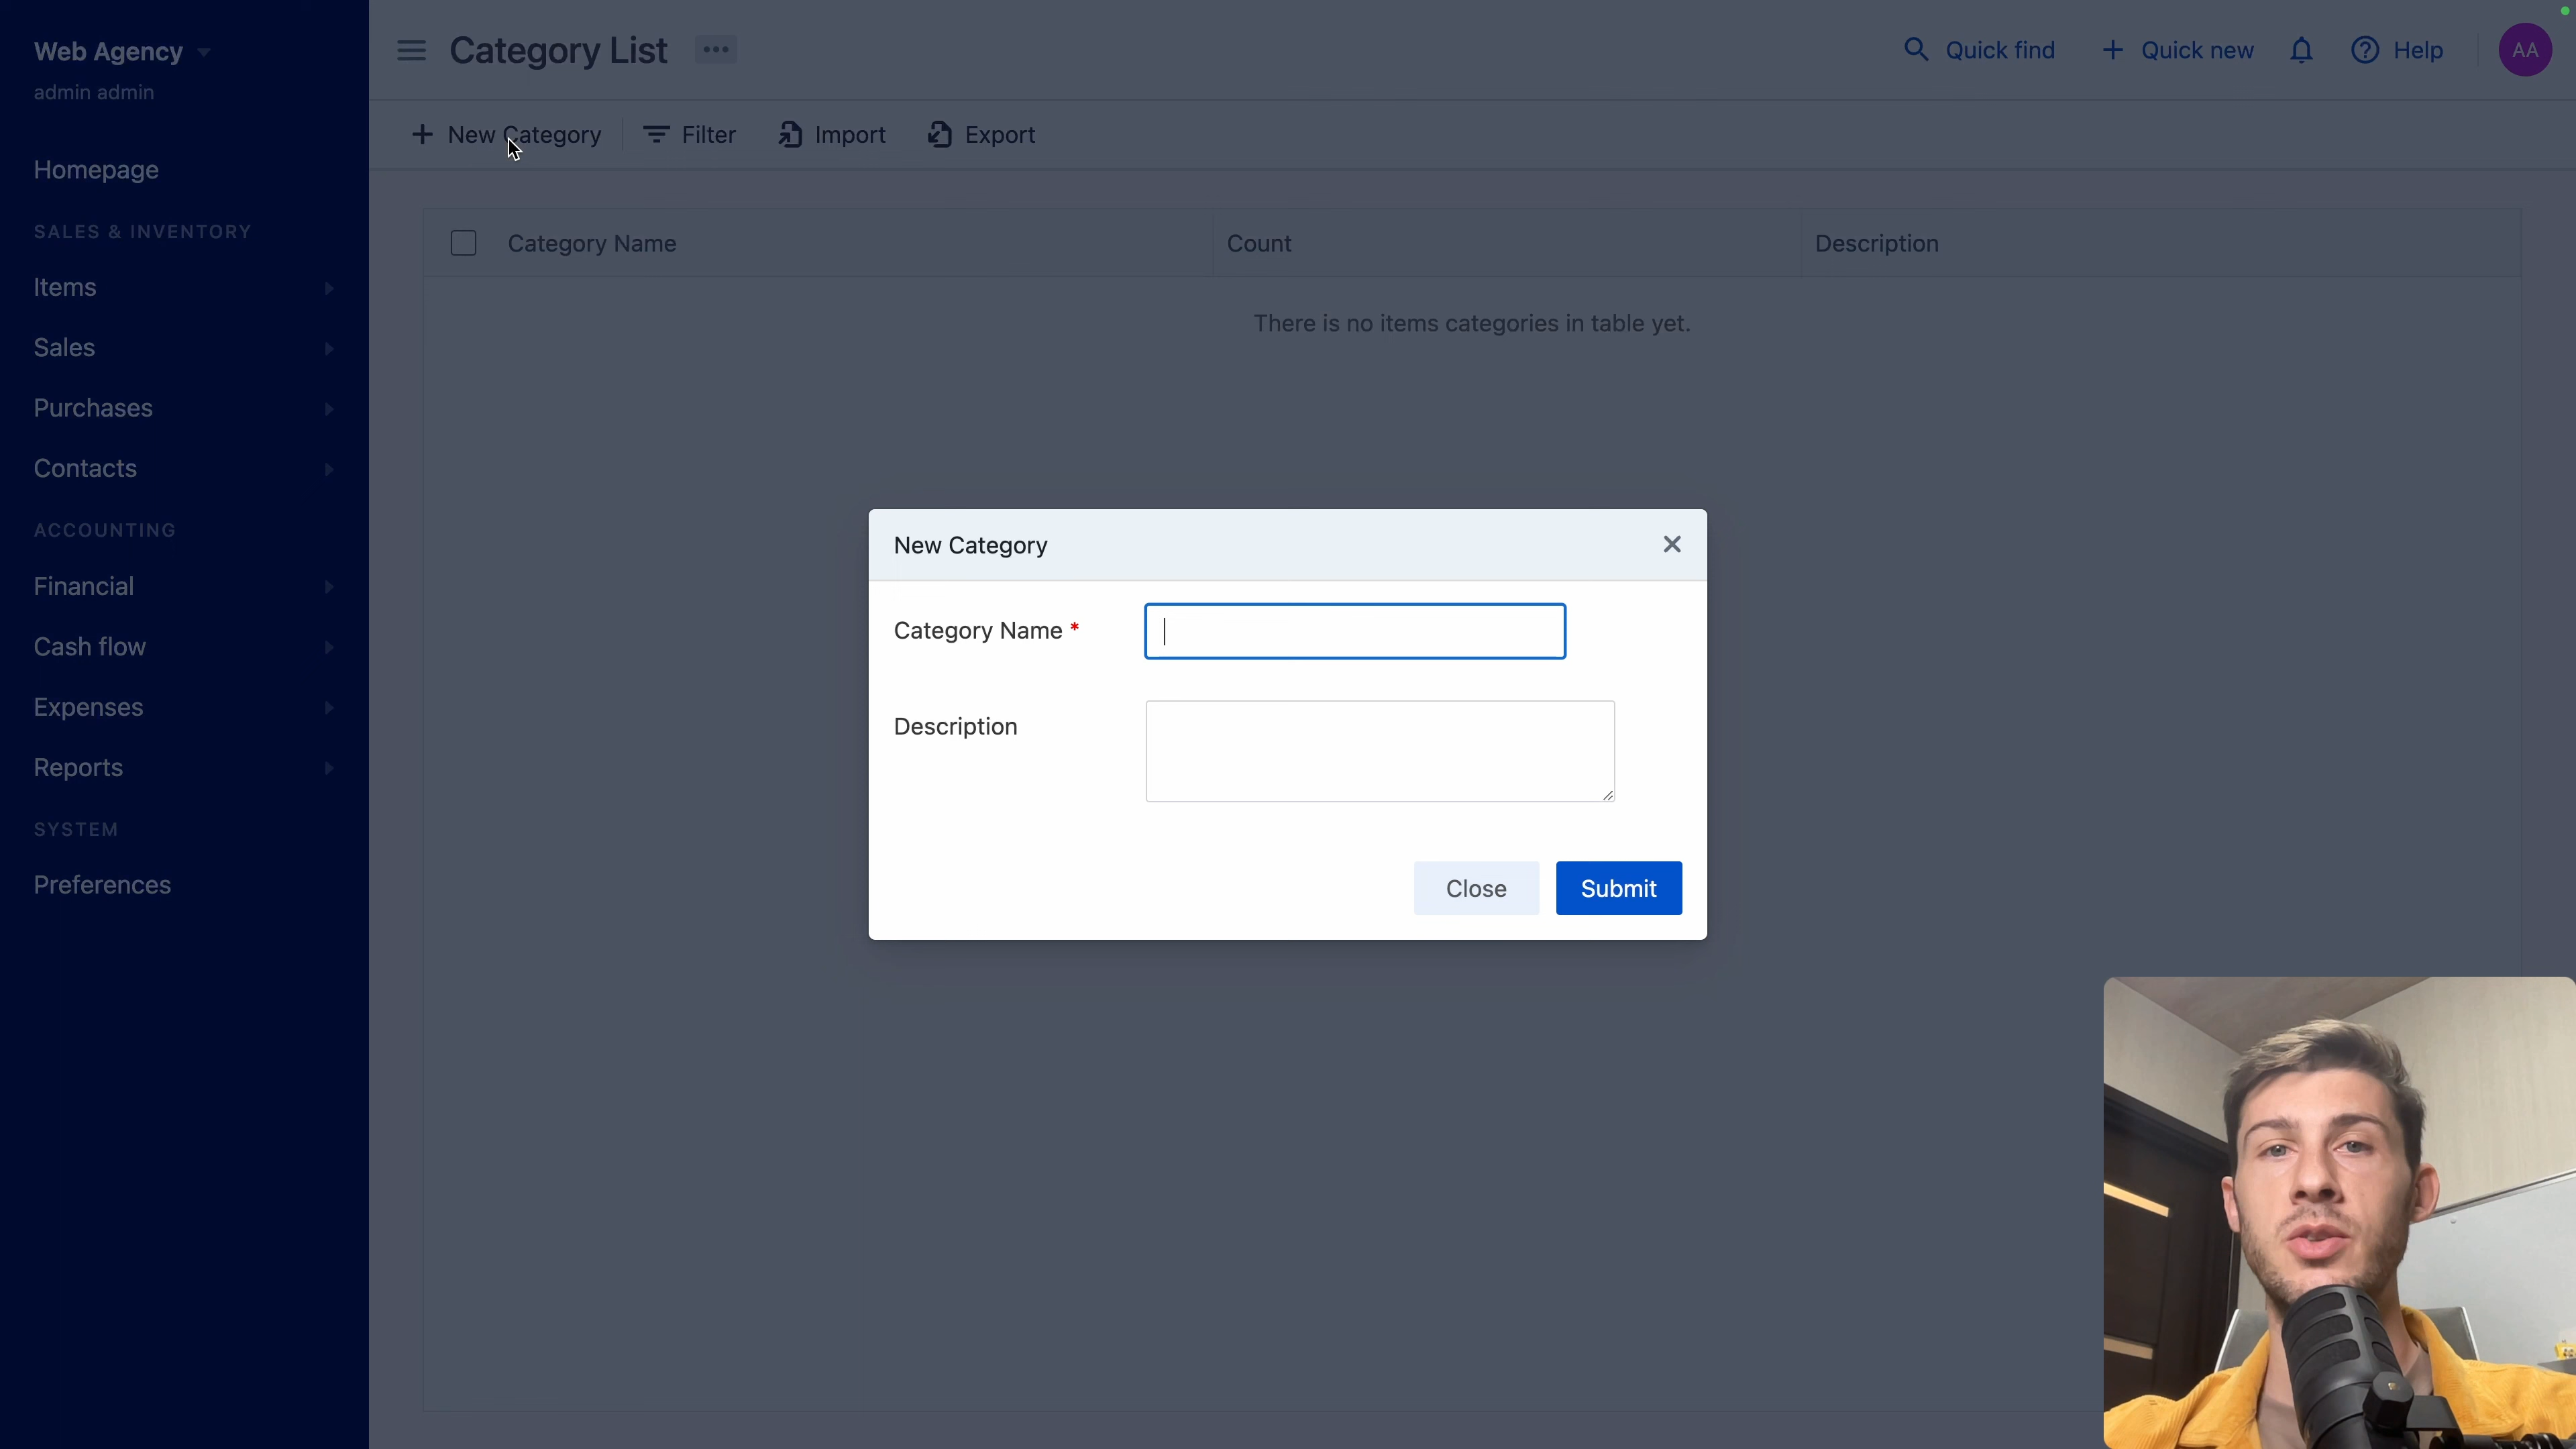 Web Agency
admin admin
Homepage
SALES & INVENTORY
Items
Sales
Purchases
Contacts
ACCOUNTING
Financial
Cash flow
Expenses
Reports
SYSTEM
Preferences
Category List
Quick find
Quick new
Help
AA
New Category
Filter
Import
Export
Category Name
Count
Description
There is no items categories in table yet.
New Category
Category Name *
Description
Close
Submit